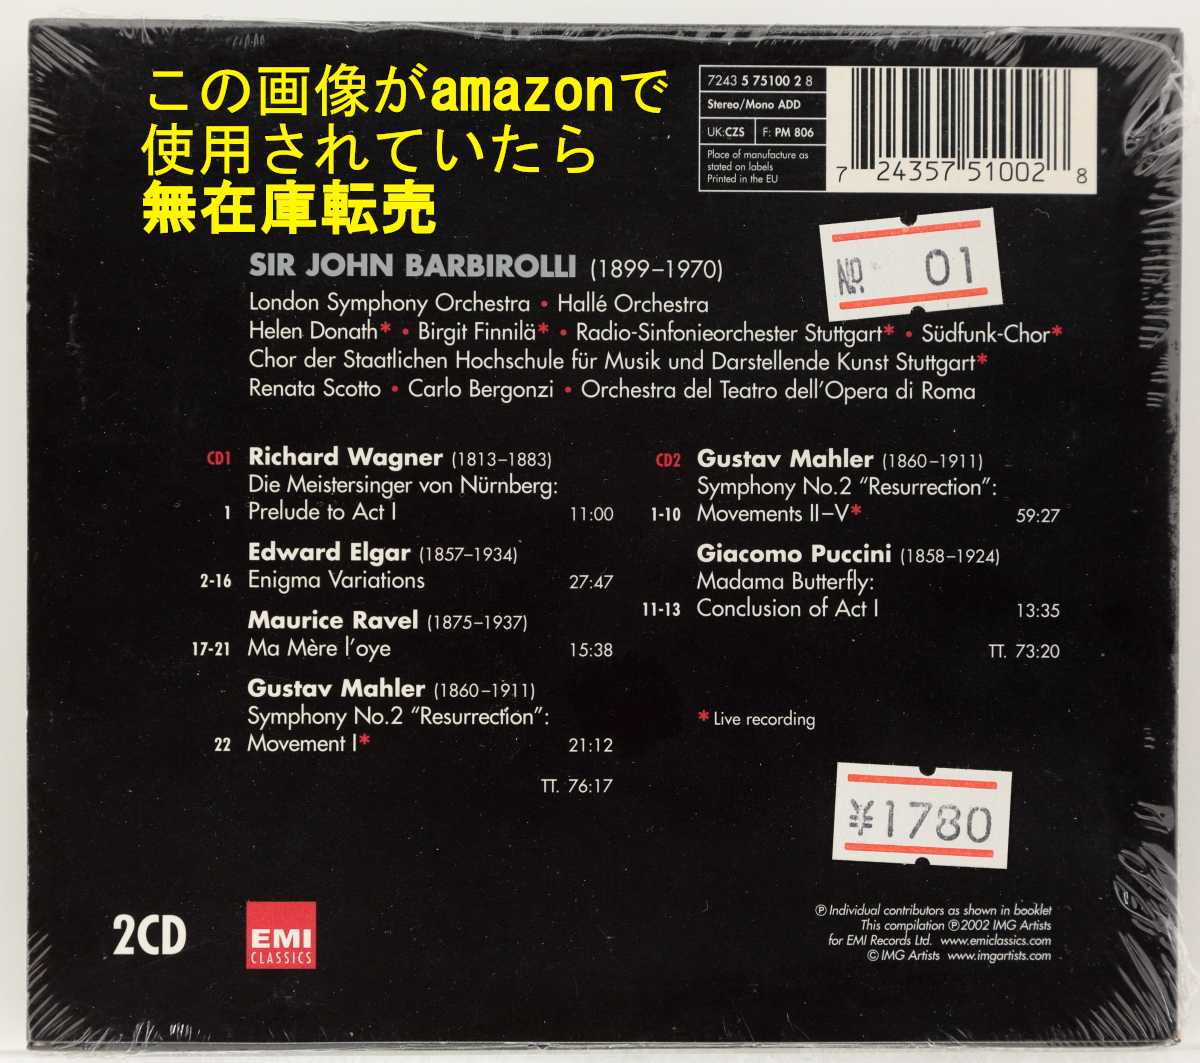 この画像がamazonで
使用されていたら
無在庫転売
7243 5 75100 2 8
Stereo/Mono ADD
UK:CZS F: PM 806
Place of manufacture as
stated on labels
Printed in the EU
7 24357 51002 8
№ 01
SIR JOHN BARBIROLLI (1899–1970)
London Symphony Orchestra • Hallé Orchestra
Helen Donath* • Birgit Finnilä* • Radio-Sinfonieorchester Stuttgart* • Südfunk-Chor*
Chor der Staatlichen Hochschule für Musik und Darstellende Kunst Stuttgart*
Renata Scotto • Carlo Bergonzi • Orchestra del Teatro dell'Opera di Roma
CD1 Richard Wagner (1813–1883)
Die Meistersinger von Nürnberg:
1 Prelude to Act I 11:00
Edward Elgar (1857–1934)
2-16 Enigma Variations 27:47
Maurice Ravel (1875–1937)
17-21 Ma Mère l'oye 15:38
Gustav Mahler (1860–1911)
Symphony No.2 “Resurrection”:
22 Movement I* 21:12
TT. 76:17
CD2 Gustav Mahler (1860–1911)
Symphony No.2 “Resurrection”:
1-10 Movements II–V* 59:27
Giacomo Puccini (1858–1924)
Madama Butterfly:
11-13 Conclusion of Act I 13:35
TT. 73:20
* Live recording
¥1780
2CD
EMI
CLASSICS
℗ Individual contributors as shown in booklet
This compilation ℗ 2002 IMG Artists
for EMI Records Ltd. www.emiclassics.com
© IMG Artists www.imgartists.com